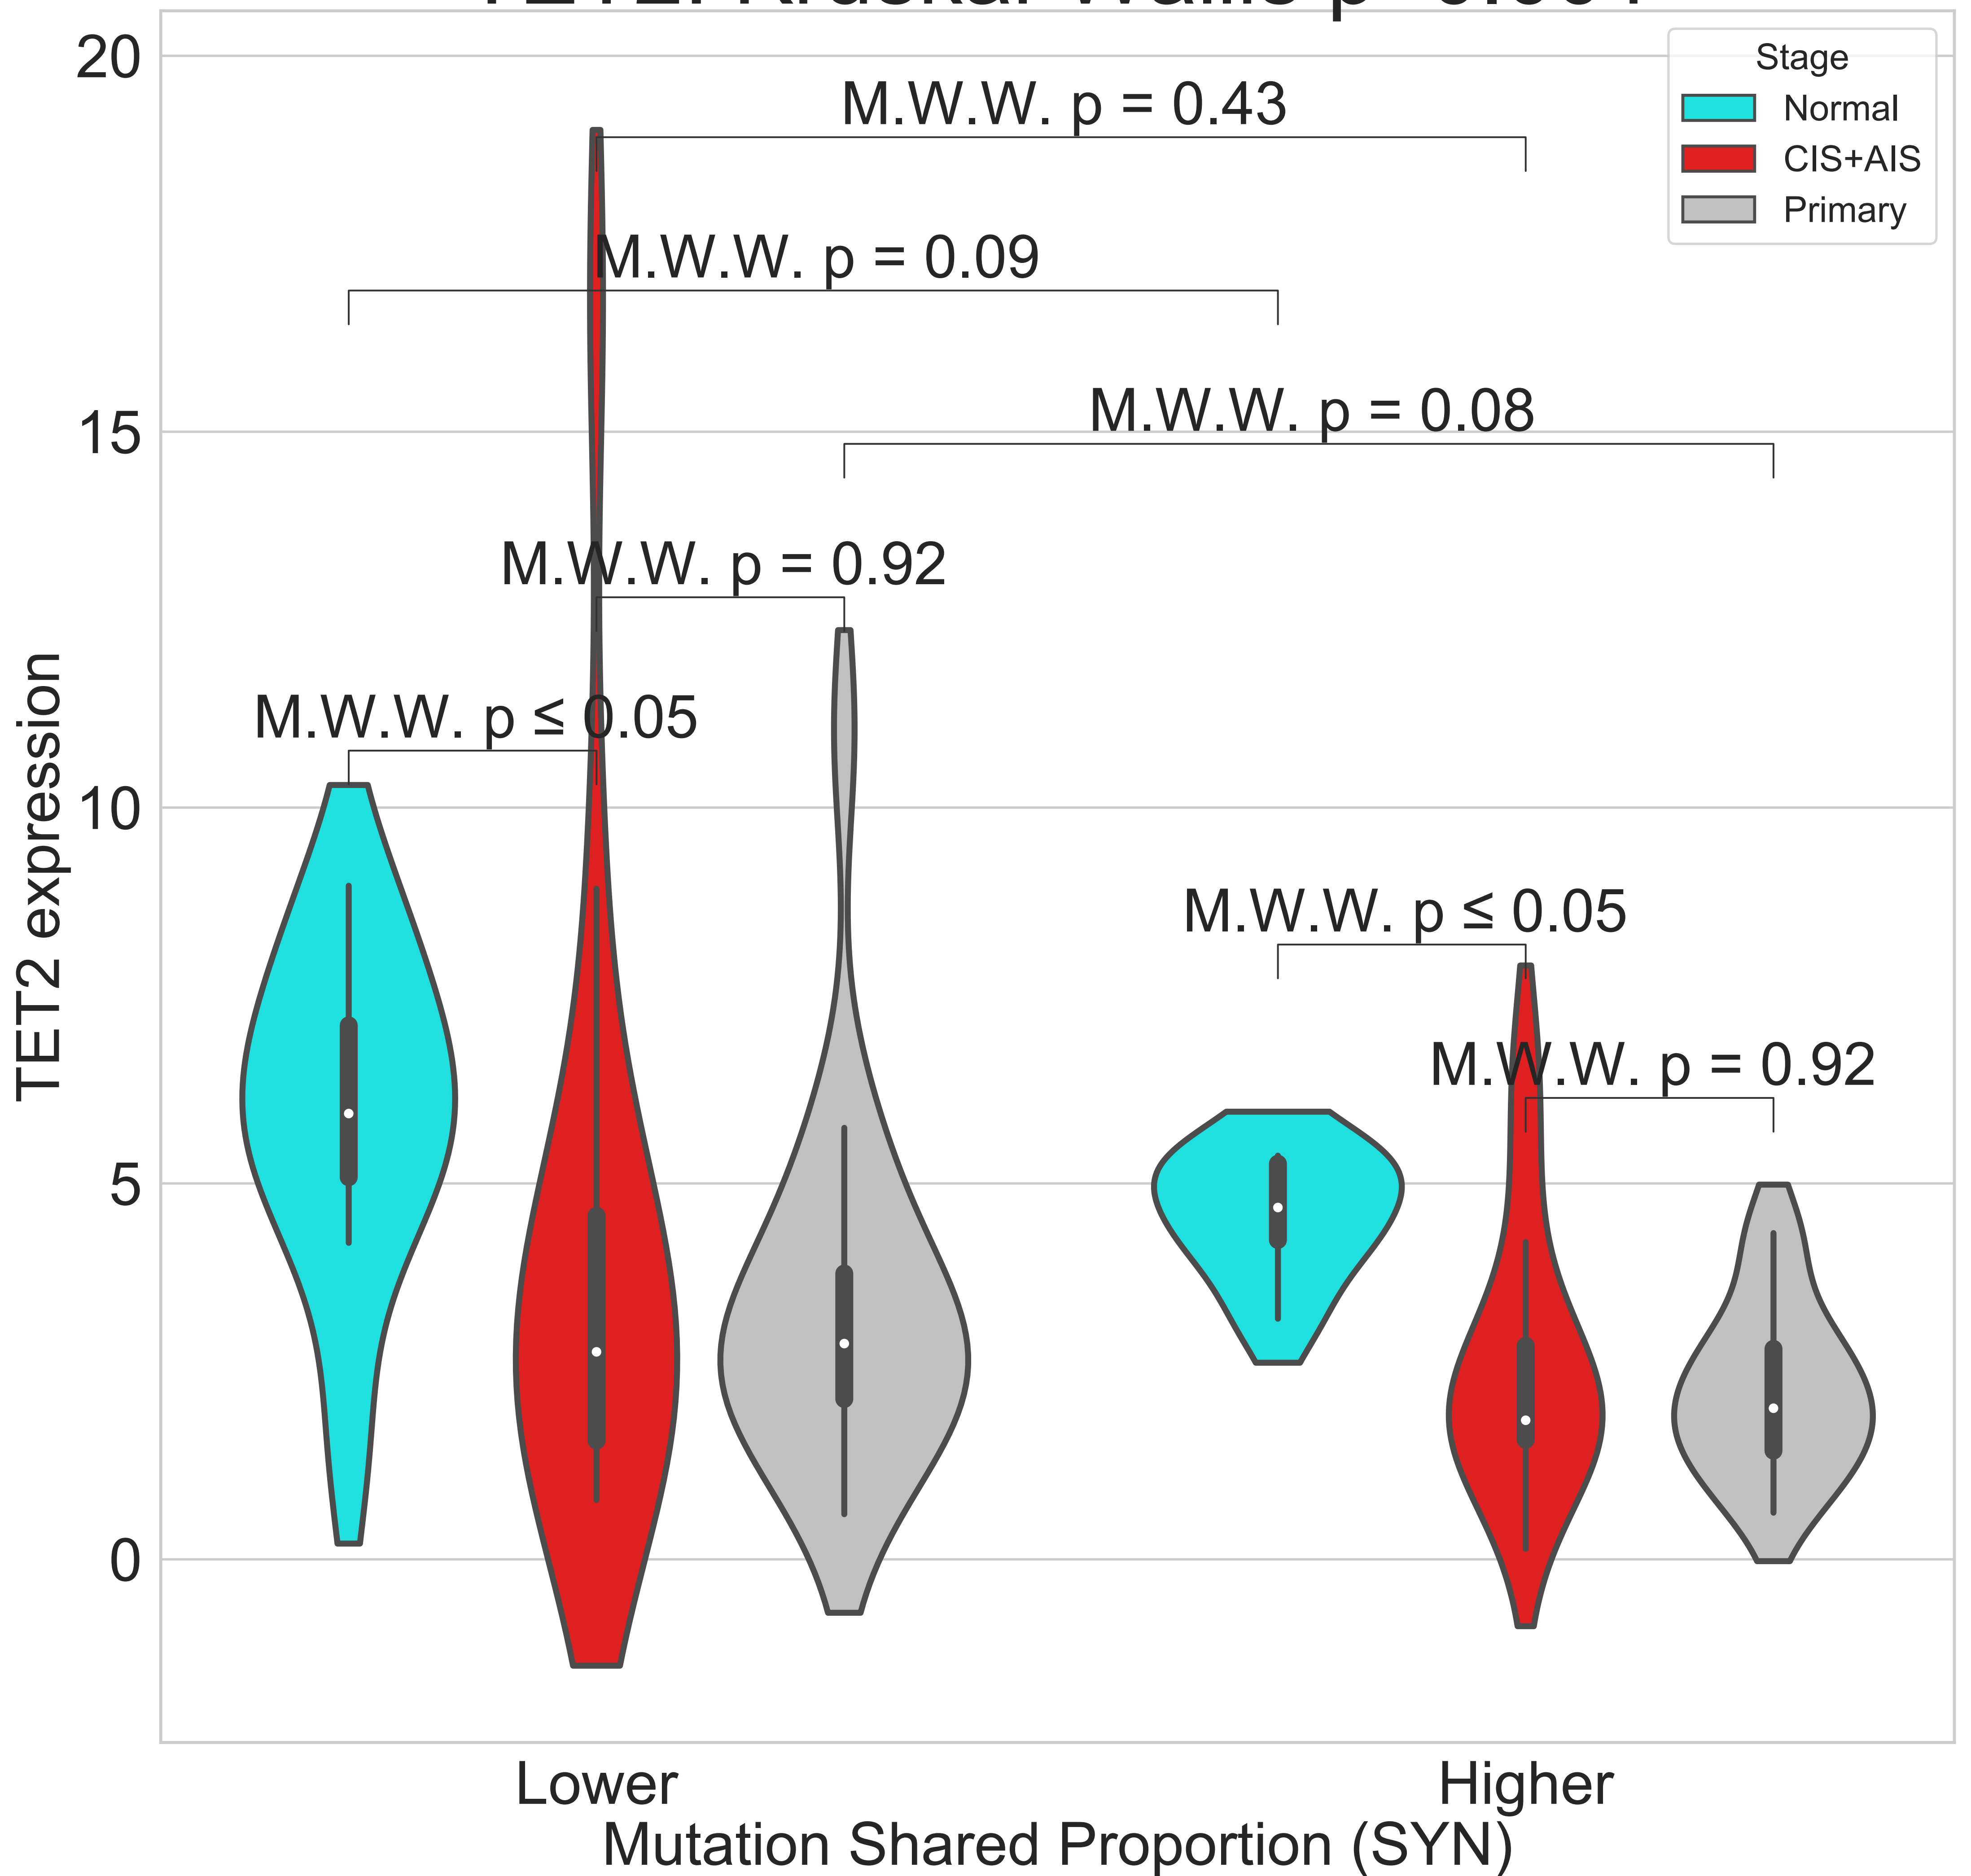 20
Stage
Normal
CIS+AIS
Primary
M.W.W. p = 0.43
M.W.W. p = 0.09
M.W.W. p = 0.08
15
M.W.W. p = 0.92
M.W.W. p ≤ 0.05
10
M.W.W. p ≤ 0.05
M.W.W. p = 0.92
5
0
TET2 expression
Lower
Higher
Mutation Shared Proportion (SYN)